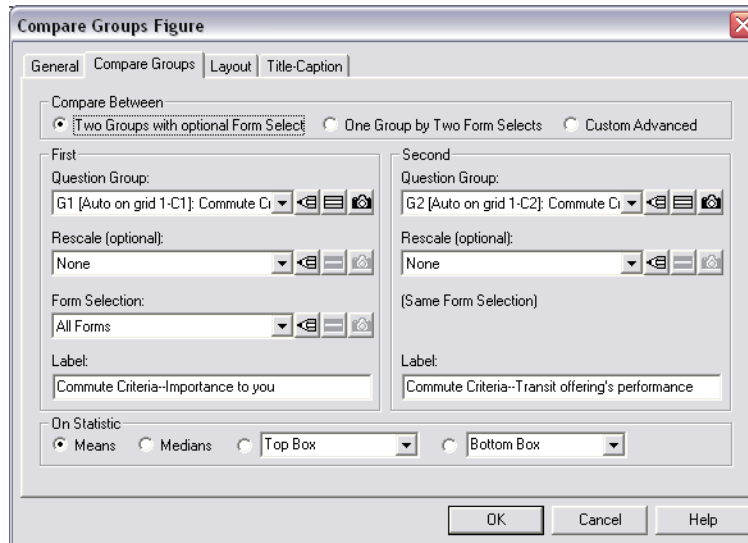 Compare Groups Figure
General Compare Groups Layout Title-Caption
Compare Between
Two Groups with optional Form Select One Group by Two Form Selects Custom Advanced
First
Question Group:
G1 [Auto on grid 1-C1]: Commute Cri
Rescale (optional):
None
Form Selection:
All Forms
Label:
Commute Criteria--Importance to you
Second
Question Group:
G2 [Auto on grid 1-C2]: Commute Cri
Rescale (optional):
None
(Same Form Selection)
Label:
Commute Criteria--Transit offering's performance
On Statistic
Means Medians Top Box Bottom Box
OK Cancel Help